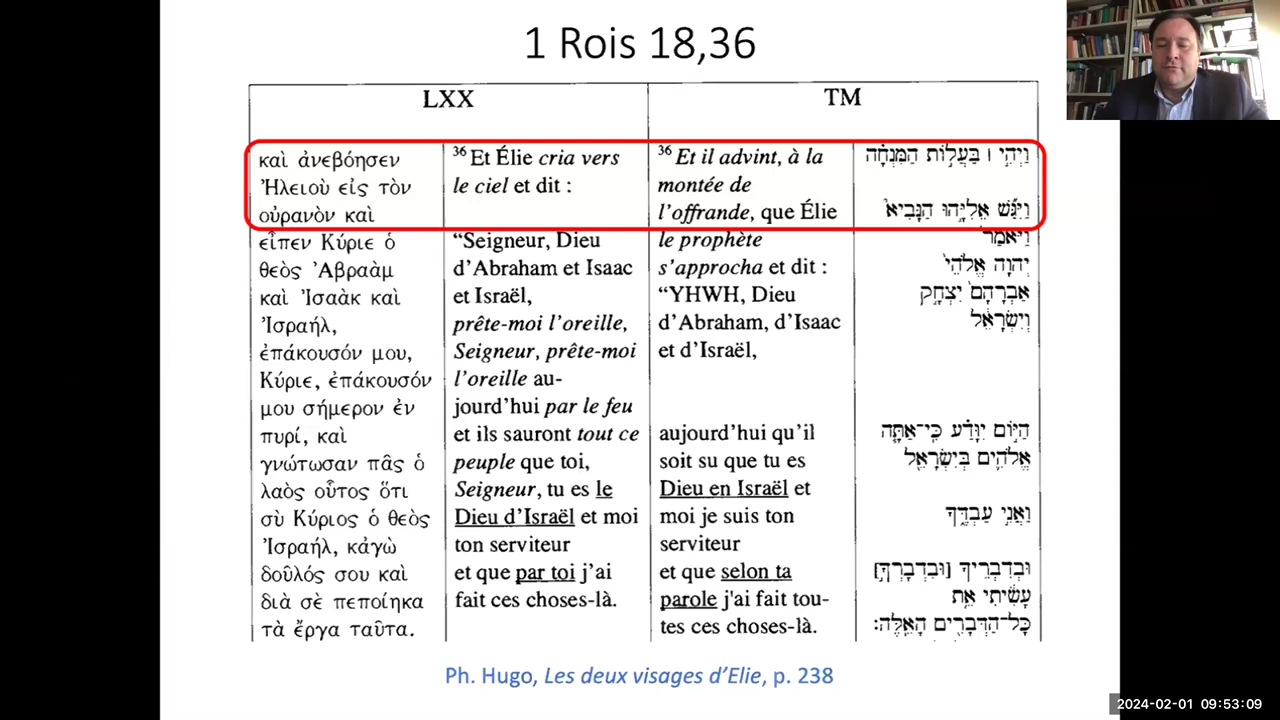 1 Rois 18,36
LXX
TM
καὶ ἀνεβόησεν
Ἠλειοὺ εἰς τὸν
οὐρανὸν καὶ
εἶπεν Κύριε ὁ
θεὸς Ἀβραὰμ
καὶ Ἰσαὰκ καὶ
Ἰσραήλ,
ἐπάκουσόν μου,
Κύριε, ἐπάκουσόν
μου σήμερον ἐν
πυρί, καὶ
γνώτωσαν πᾶς ὁ
λαὸς οὗτος ὅτι
σὺ Κύριος ὁ θεὸς
Ἰσραήλ, κἀγὼ
δοῦλός σου καὶ
διὰ σὲ πεποίηκα
τὰ ἔργα ταῦτα.
36 Et Élie cria vers
le ciel et dit :
“Seigneur, Dieu
d’Abraham et Isaac
et Israël,
prête-moi l’oreille,
Seigneur, prête-moi
l’oreille au-
jourd’hui par le feu
et ils sauront tout ce
peuple que toi,
Seigneur, tu es le
Dieu d’Israël et moi
ton serviteur
et que par toi j’ai
fait ces choses-là.
36 Et il advint, à la
montée de
l’offrande, que Élie
le prophète
s’approcha et dit :
“YHWH, Dieu
d’Abraham, d’Isaac
et d’Israël,
aujourd’hui qu’il
soit su que tu es
Dieu en Israël et
moi je suis ton
serviteur
et que selon ta
parole j'ai fait tou-
tes ces choses-là.
וַיְהִ֣י ׀ בַּעֲל֣וֹת הַמִּנְחָ֗ה
וַיִּגַּ֞שׁ אֵלִיָּ֣הוּ הַנָּבִיא֮
וַיֹּאמַר֒
יְהוָ֗ה אֱלֹהֵי֙
אַבְרָהָם֙ יִצְחָ֣ק
וְיִשְׂרָאֵ֔ל
הַיּ֣וֹם יִוָּדַ֗ע כִּֽי־אַתָּ֧ה
אֱלֹהִ֛ים בְּיִשְׂרָאֵ֖ל
וַאֲנִ֣י עַבְדֶּ֑ךָ
וּבִדְבָרֶיךָ [וּבִדְבָרְךָ֣]
עָשִׂ֔יתִי אֵ֥ת
כָּל־הַדְּבָרִ֖ים הָאֵֽלֶּה׃
Ph. Hugo, Les deux visages d’Elie, p. 238
2024-02-01 09:53:09